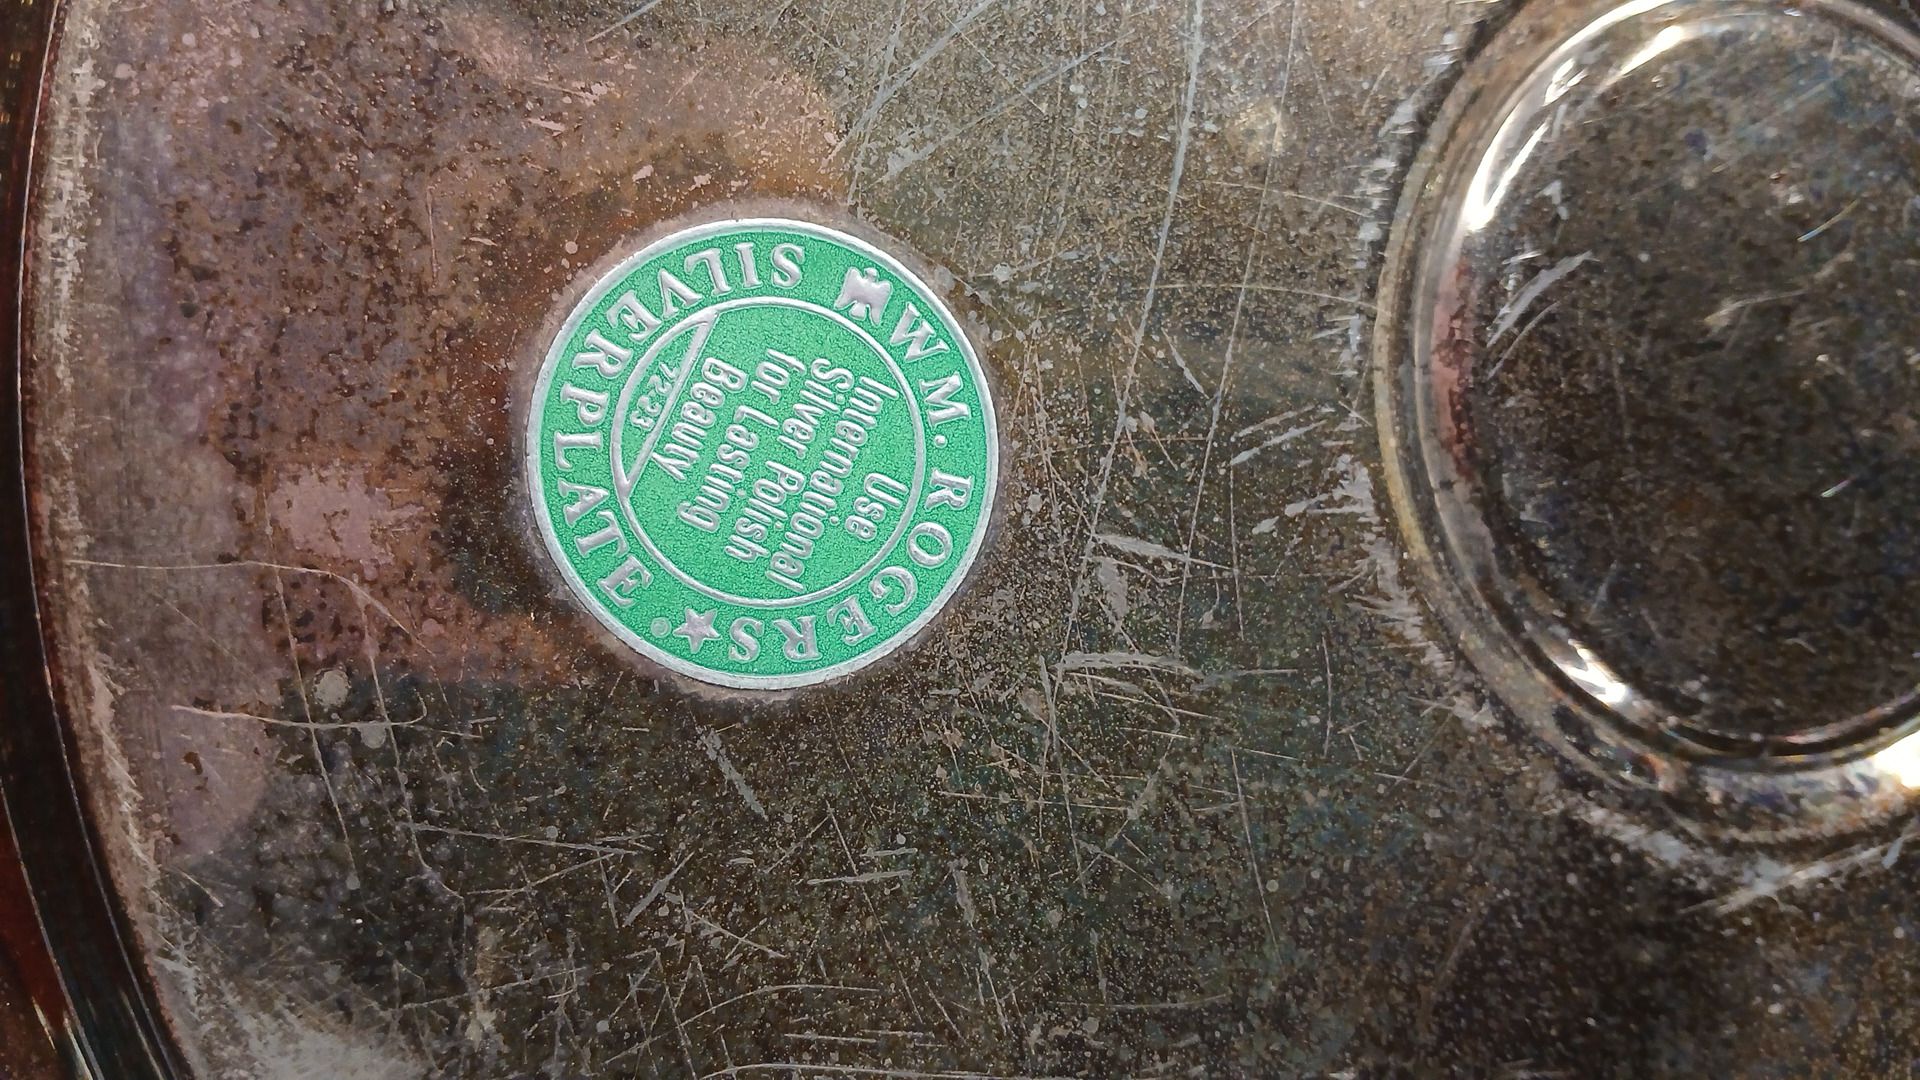 WM. ROGERS
SILVERPLATE
Use
International
Silver Polish
for Lasting
Beauty
7223